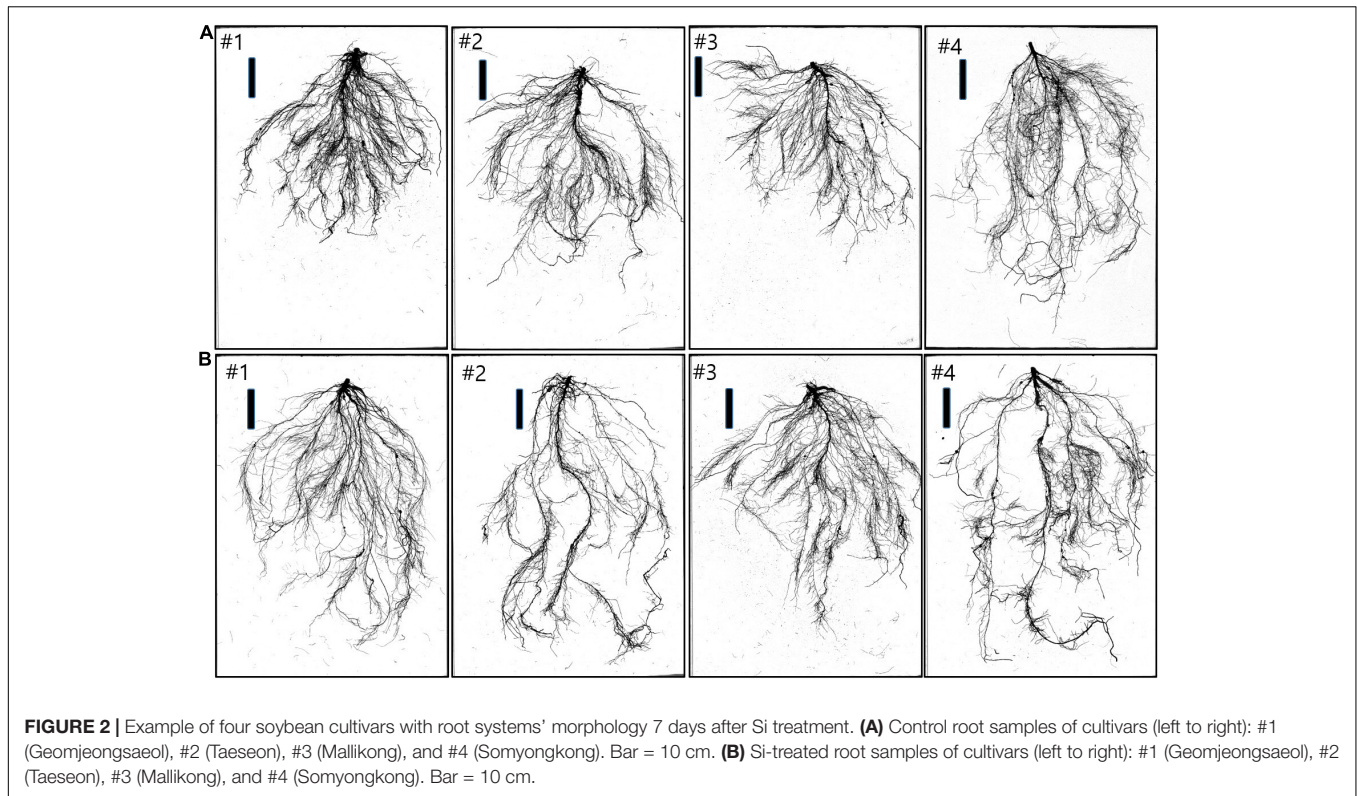 A
#1
#2
#3
#4
B
#1
#2
#3
#4
FIGURE 2 | Example of four soybean cultivars with root systems' morphology 7 days after Si treatment. (A) Control root samples of cultivars (left to right): #1
(Geomjeongsaeol), #2 (Taeseon), #3 (Mallikong), and #4 (Somyongkong). Bar = 10 cm. (B) Si-treated root samples of cultivars (left to right): #1 (Geomjeongsaeol), #2
(Taeseon), #3 (Mallikong), and #4 (Somyongkong). Bar = 10 cm.